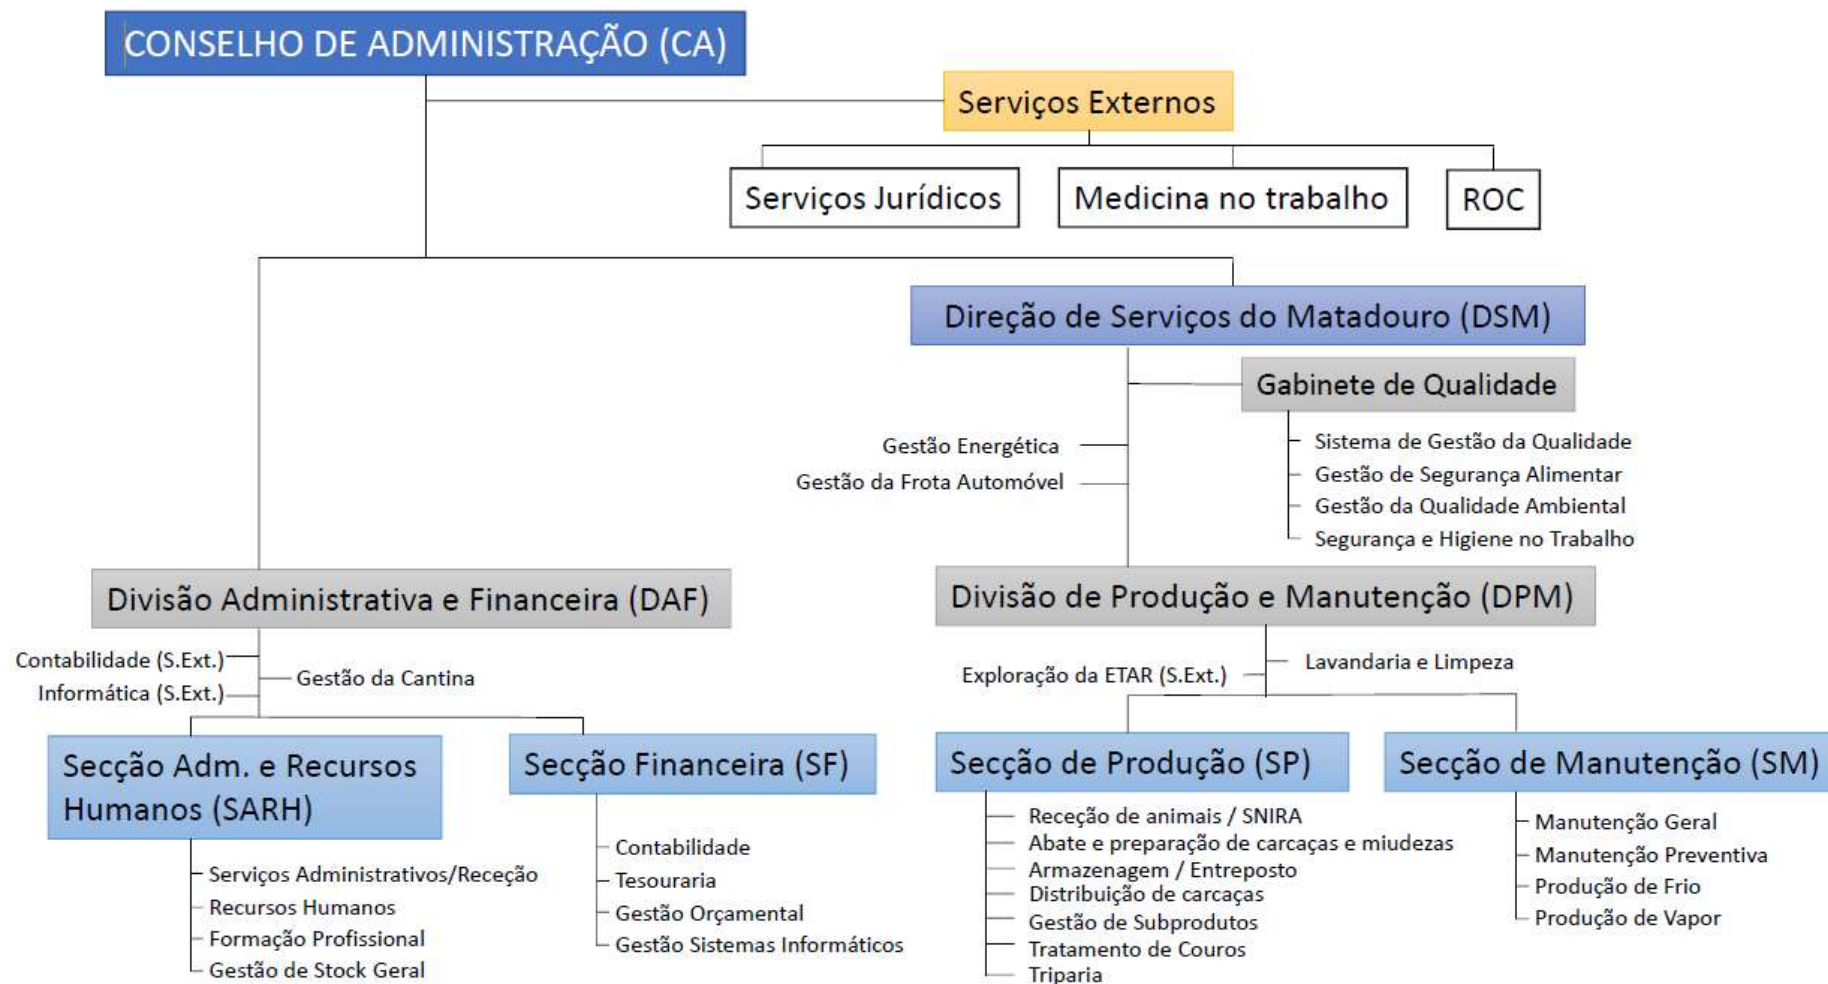 CONSELHO DE ADMINISTRAÇÃO (CA)
Serviços Externos
Serviços Jurídicos
Medicina no trabalho
ROC
Direção de Serviços do Matadouro (DSM)
Gabinete de Qualidade
Sistema de Gestão da Qualidade
Gestão de Segurança Alimentar
Gestão da Qualidade Ambiental
Segurança e Higiene no Trabalho
Gestão Energética
Gestão da Frota Automóvel
Divisão Administrativa e Financeira (DAF)
Contabilidade (S.Ext.)
Gestão da Cantina
Informática (S.Ext.)
Secção Adm. e Recursos
Humanos (SARH)
Serviços Administrativos/Receção
Recursos Humanos
Formação Profissional
Gestão de Stock Geral
Secção Financeira (SF)
Contabilidade
Tesouraria
Gestão Orçamental
Gestão Sistemas Informáticos
Divisão de Produção e Manutenção (DPM)
Lavandaria e Limpeza
Exploração da ETAR (S.Ext.)
Secção de Produção (SP)
Receção de animais / SNIRA
Abate e preparação de carcaças e miudezas
Armazenagem / Entreposto
Distribuição de carcaças
Gestão de Subprodutos
Tratamento de Couros
Triparia
Secção de Manutenção (SM)
Manutenção Geral
Manutenção Preventiva
Produção de Frio
Produção de Vapor